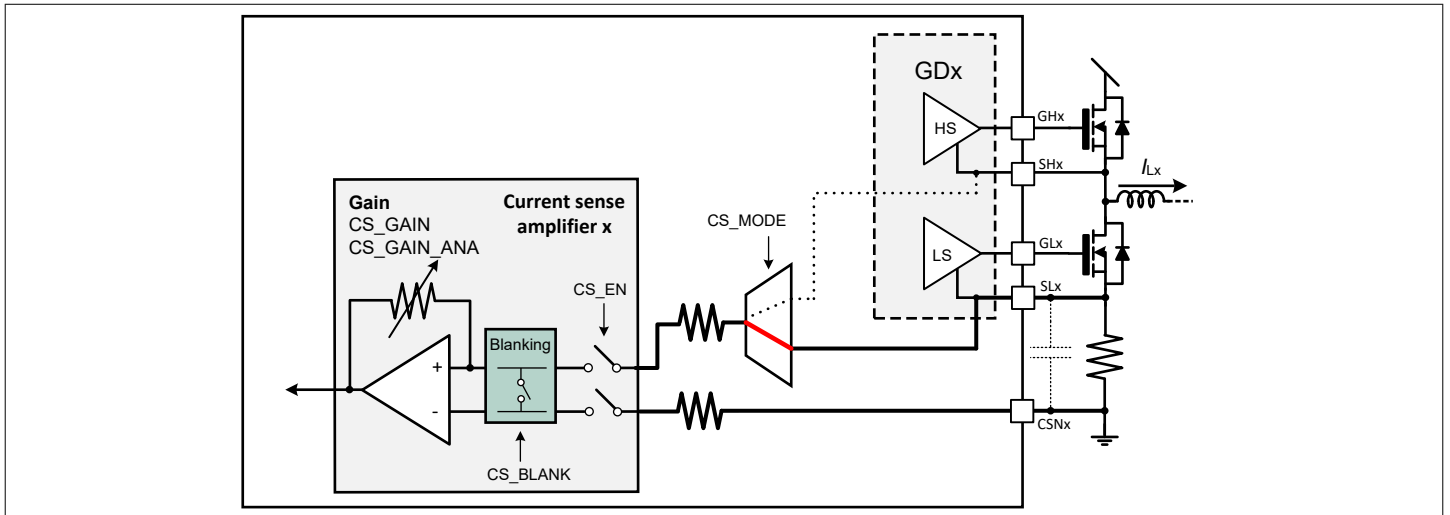 GDx
HS
GHx
SHx
ILx
Gain
CS_GAIN
CS_GAIN_ANA
Current sense
amplifier x
CS_MODE
LS
GLx
SLx
CS_EN
Blanking
+
-
CSNx
CS_BLANK